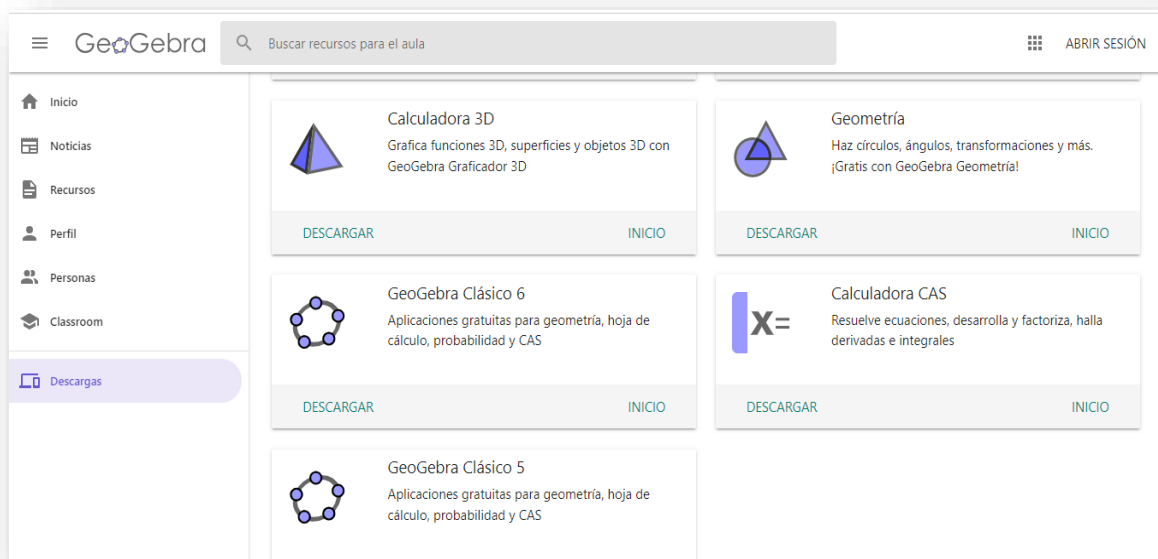 GeoGebra
Buscar recursos para el aula
ABRIR SESIÓN
Inicio
Noticias
Recursos
Perfil
Personas
Classroom
Descargas
Calculadora 3D
Grafica funciones 3D, superficies y objetos 3D con
GeoGebra Graficador 3D
DESCARGAR
INICIO
Geometría
Haz círculos, ángulos, transformaciones y más.
¡Gratis con GeoGebra Geometría!
DESCARGAR
INICIO
GeoGebra Clásico 6
Aplicaciones gratuitas para geometría, hoja de
cálculo, probabilidad y CAS
DESCARGAR
INICIO
X=
Calculadora CAS
Resuelve ecuaciones, desarrolla y factoriza, halla
derivadas e integrales
DESCARGAR
INICIO
GeoGebra Clásico 5
Aplicaciones gratuitas para geometría, hoja de
cálculo, probabilidad y CAS